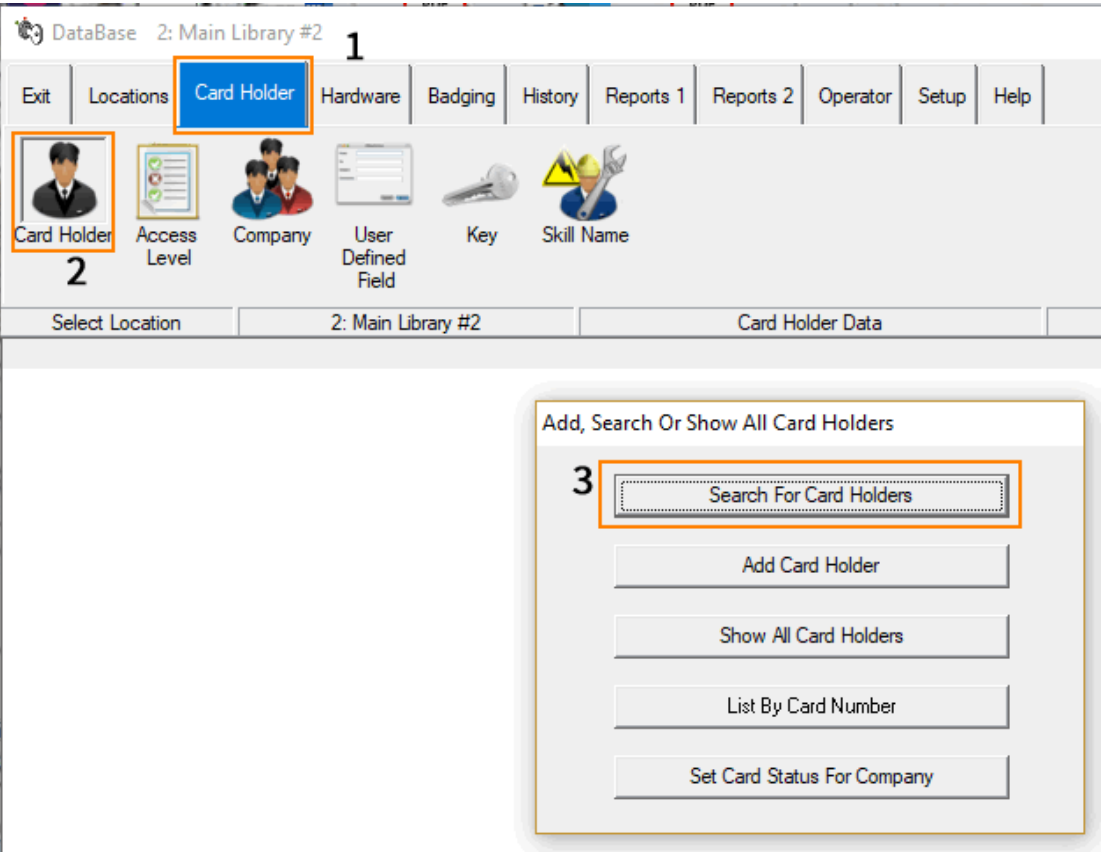 DataBase 2: Main Library #2
1
Exit Locations Card Holder Hardware Badging History Reports 1 Reports 2 Operator Setup Help
Card Holder Access Company User Key Skill Name
Level Defined
2 Field
Select Location 2: Main Library #2 Card Holder Data
Add, Search Or Show All Card Holders
3 Search For Card Holders
Add Card Holder
Show All Card Holders
List By Card Number
Set Card Status For Company